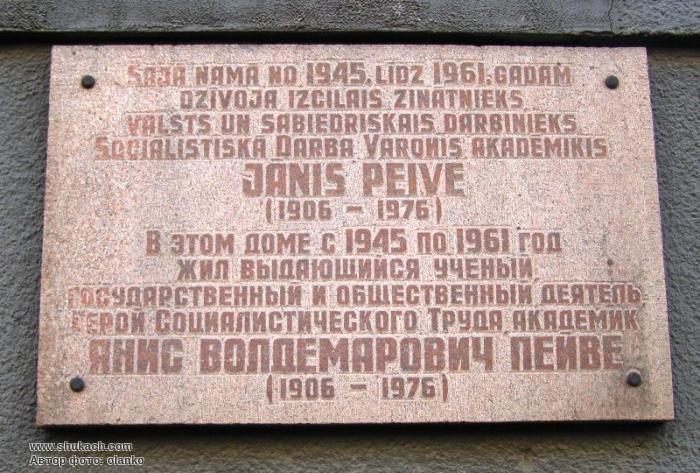 Šajā namā no 1945. līdz 1961. gadam
dzīvoja izcilais zinātnieks,
valsts un sabiedriskais darbinieks,
Sociālistiskā Darba Varonis, akadēmiķis
JĀNIS PEIVE
(1906 – 1976)
В этом доме с 1945 по 1961 год
жил выдающийся ученый,
государственный и общественный деятель,
Герой Социалистического Труда, академик
ЯНИС ВОЛДЕМАРОВИЧ ПЕЙВЕ
(1906 – 1976)
www.shukach.com
Автор фото: olanko